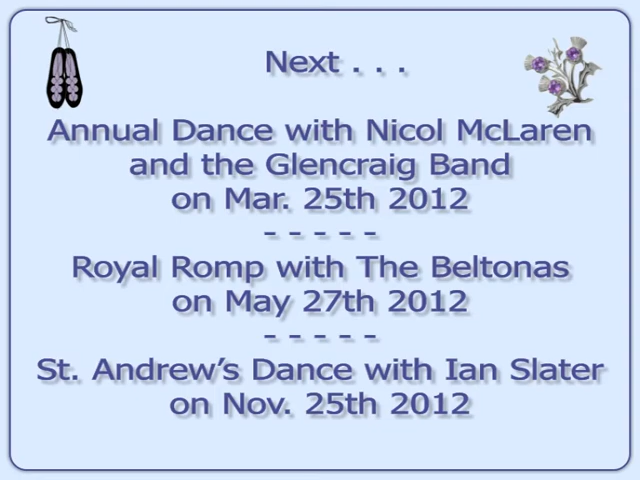 Next . . .
Annual Dance with Nicol McLaren
and the Glencraig Band
on Mar. 25th 2012
- - - - -
Royal Romp with The Beltonas
on May 27th 2012
- - - - -
St. Andrew’s Dance with Ian Slater
on Nov. 25th 2012